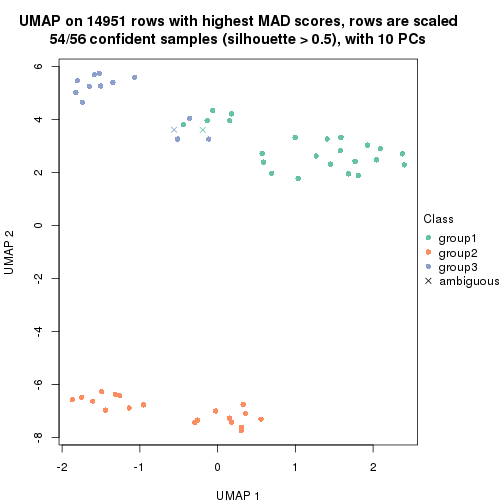 UMAP on 14951 rows with highest MAD scores, rows are scaled
54/56 confident samples (silhouette > 0.5), with 10 PCs
6
4
2
0
-2
-4
-6
-8
UMAP 2
-2
-1
0
1
2
UMAP 1
Class
group1
group2
group3
ambiguous